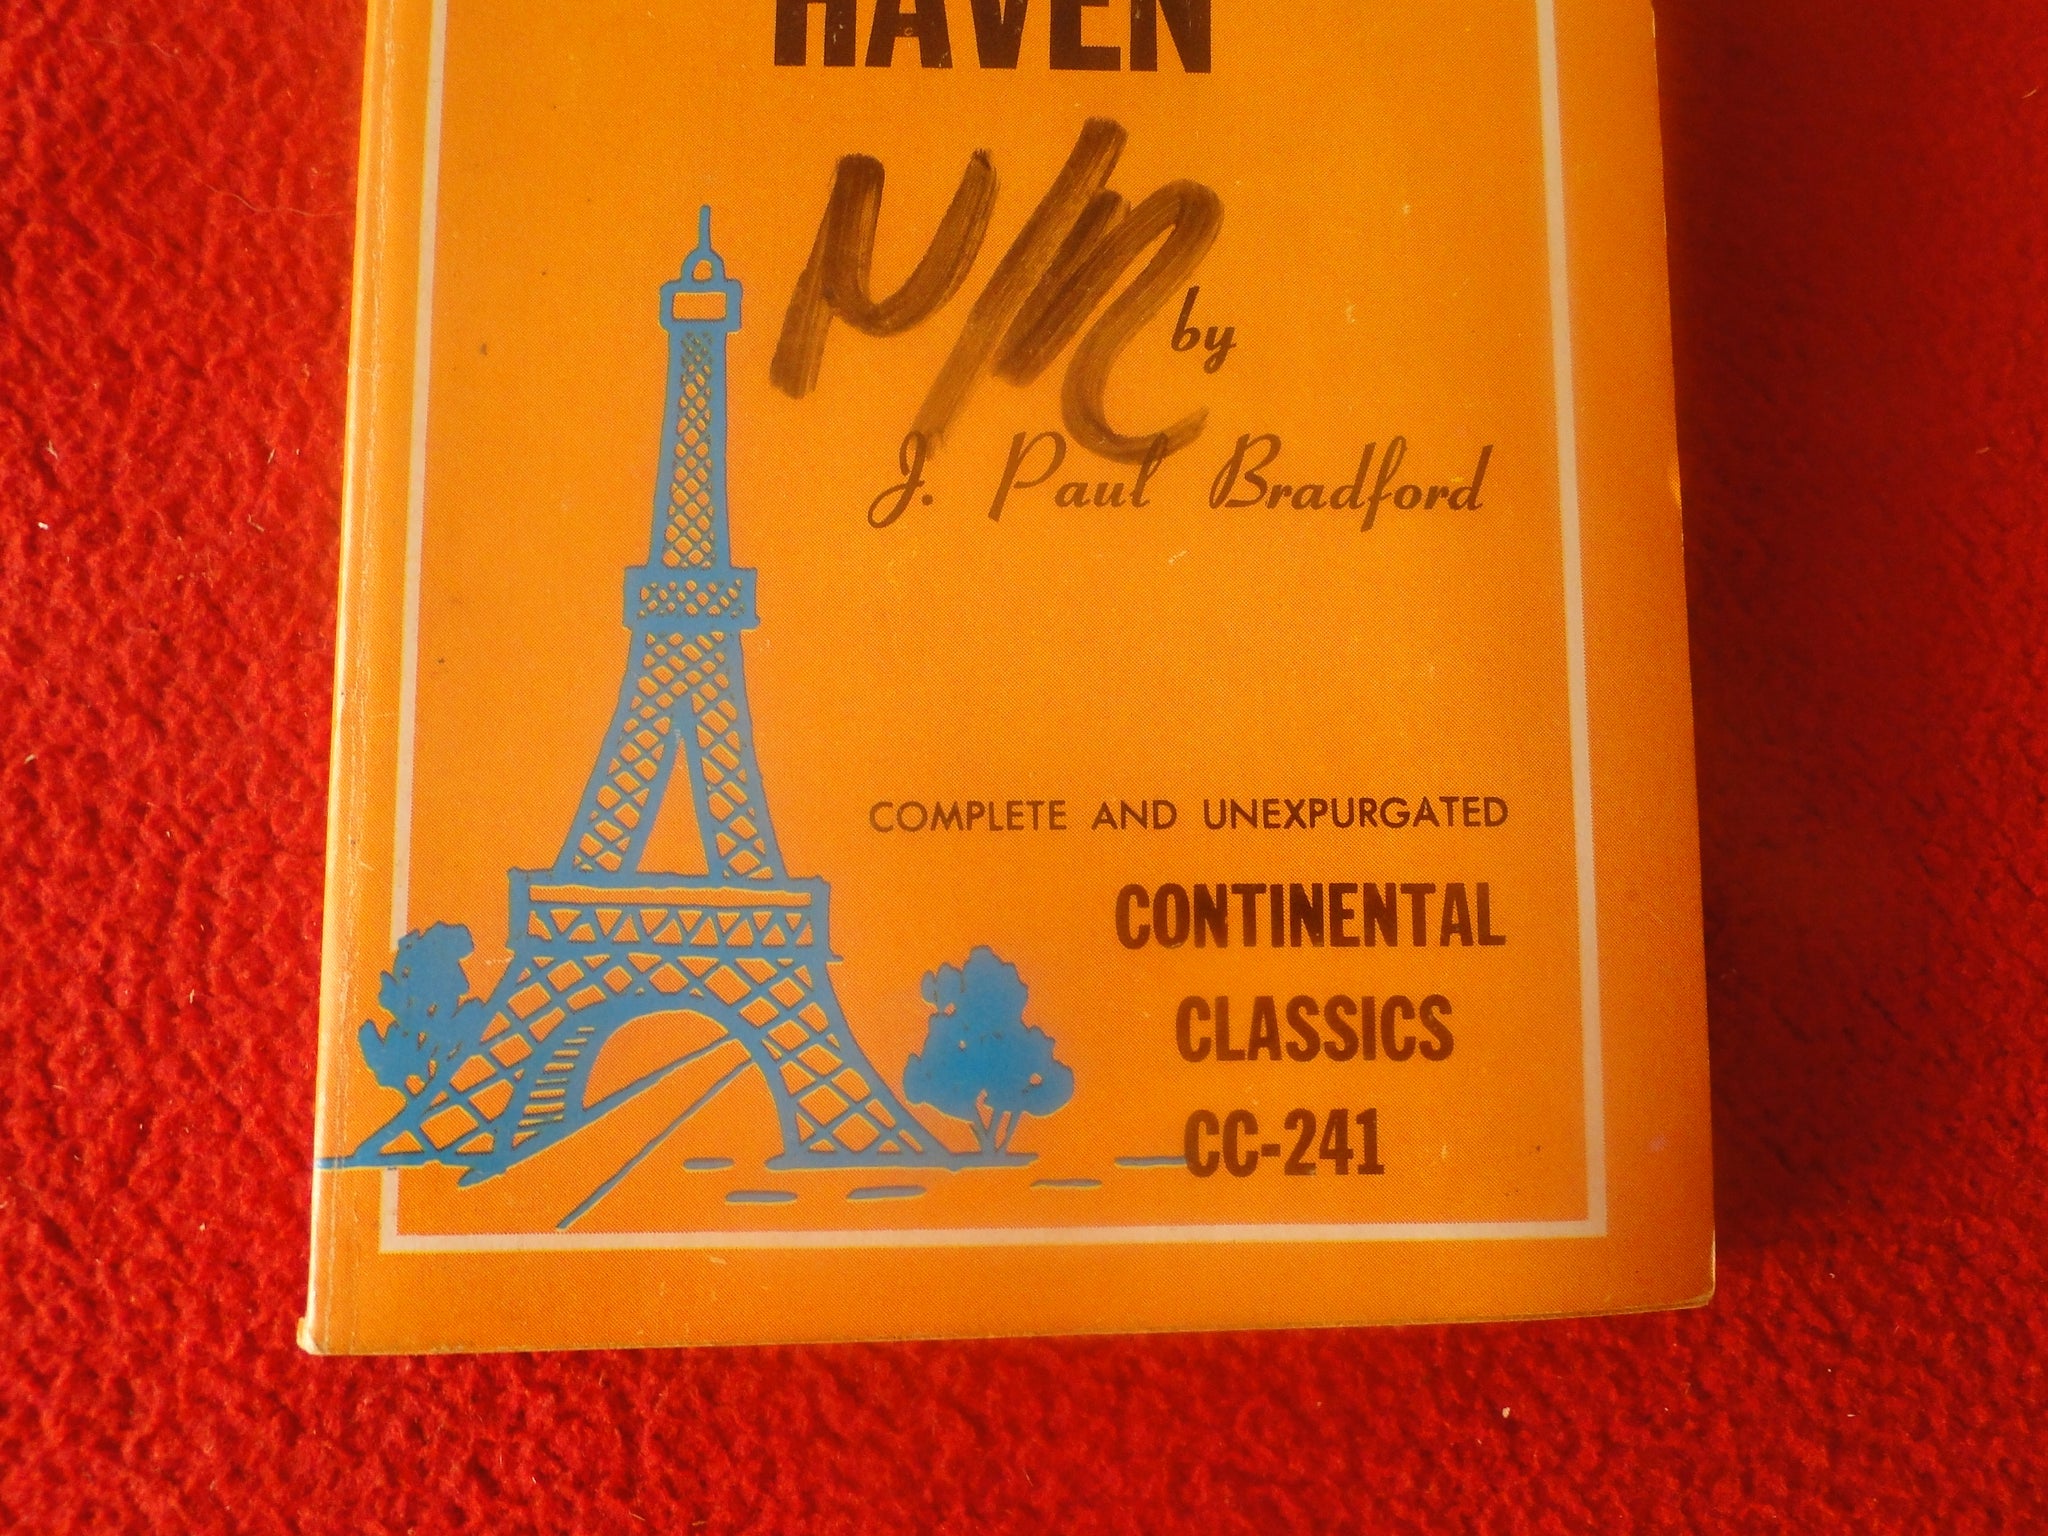 HAVEN
by
J. Paul Bradford
COMPLETE AND UNEXPURGATED
CONTINENTAL
CLASSICS
CC-241